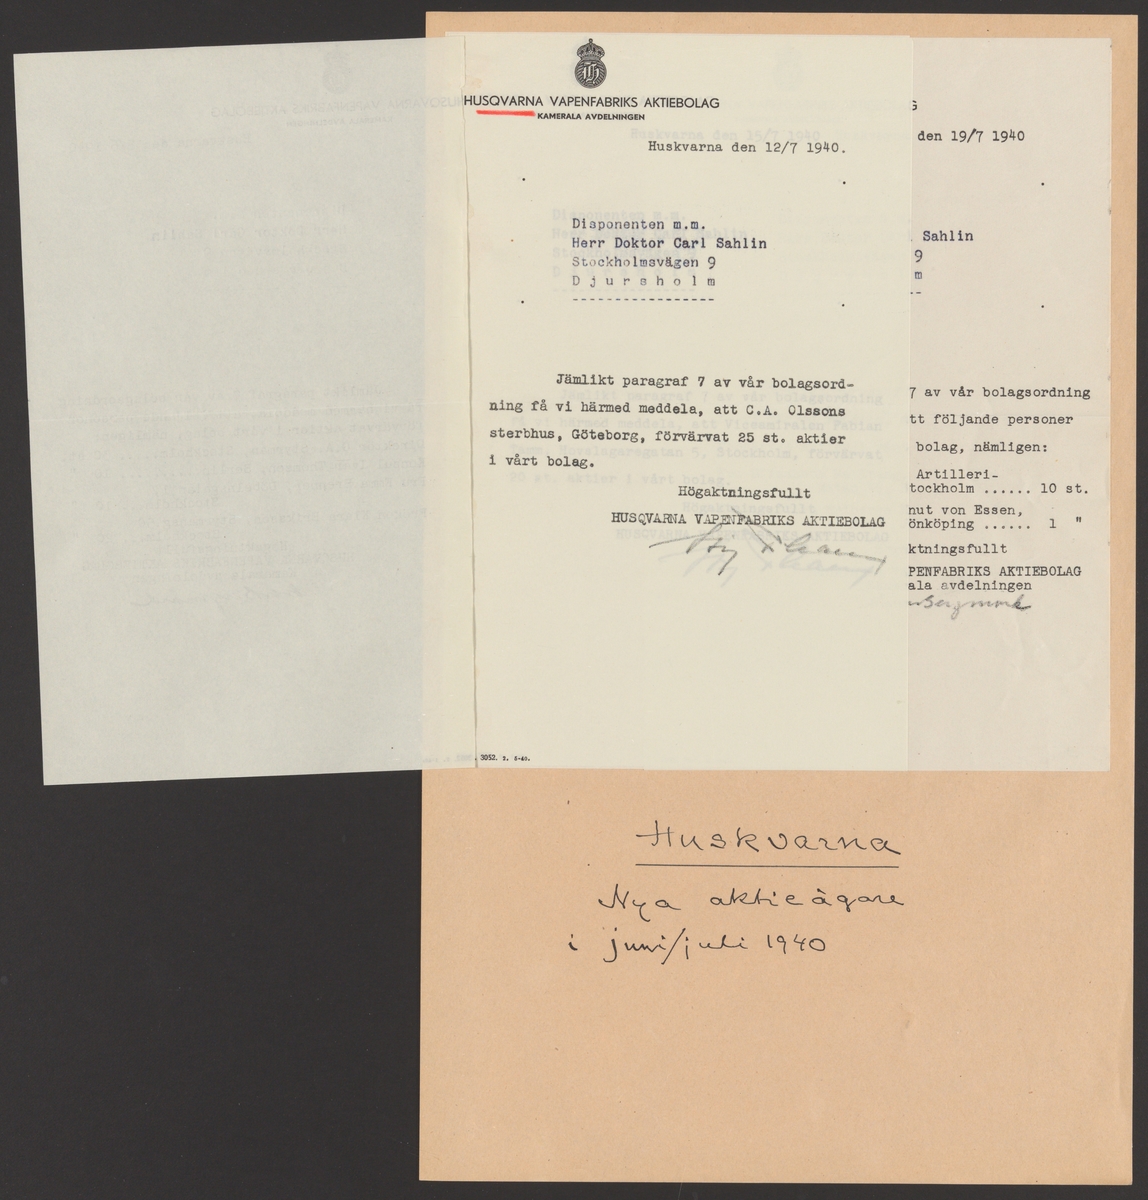 HUSQVARNA VAPENFABRIKS AKTIEBOLAG
KAMERALA AVDELNINGEN
Huskvarna den 12/7 1940.
Disponenten m.m.
Herr Doktor Carl Sahlin
Stockholmsvägen 9
D j u r s h o l m
-----------------
Jämlikt paragraf 7 av vår bolagsord-
ning få vi härmed meddela, att C.A. Olssons
sterbhus, Göteborg, förvärvat 25 st. aktier
i vårt bolag.
Högaktningsfullt
HUSQVARNA VAPENFABRIKS AKTIEBOLAG
3052. 2. 5-40.
G
den 19/7 1940
Sahlin
9
m
--
7 av vår bolagsordning
tt följande personer
bolag, nämligen:
Artilleri-
tockholm ...... 10 st.
nut von Essen,
önköping ...... 1 "
ktningsfullt
PENFABRIKS AKTIEBOLAG
ala avdelningen
Huskvarna
Nya aktieägare
i juni/juli 1940